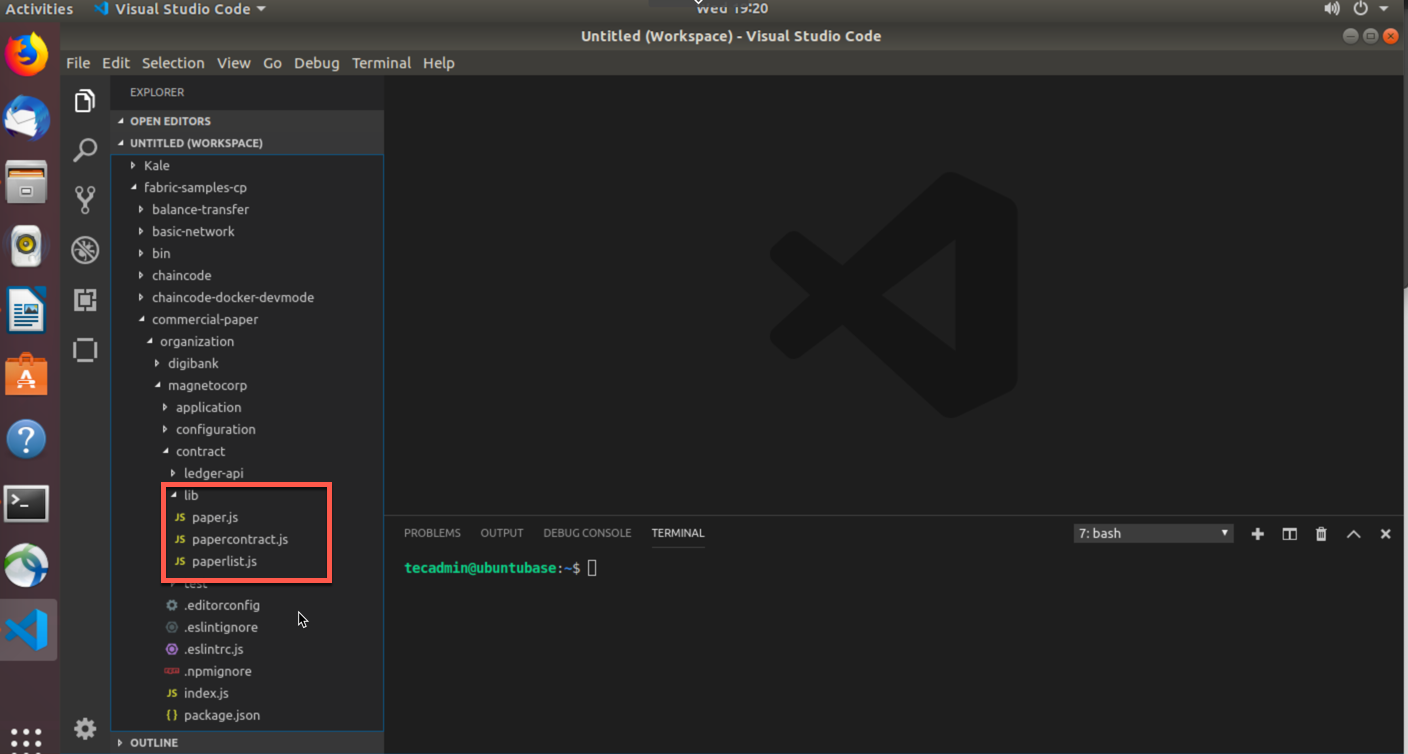 Activities Visual Studio Code Wed 19:20
Untitled (Workspace) - Visual Studio Code
File Edit Selection View Go Debug Terminal Help
EXPLORER
OPEN EDITORS
UNTITLED (WORKSPACE)
Kale
fabric-samples-cp
balance-transfer
basic-network
bin
chaincode
chaincode-docker-devmode
commercial-paper
organization
digibank
magnetocorp
application
configuration
contract
ledger-api
lib
JS paper.js
JS papercontract.js
JS paperlist.js
test
.editorconfig
.eslintignore
.eslintrc.js
.npmignore
JS index.js
{} package.json
OUTLINE
PROBLEMS OUTPUT DEBUG CONSOLE TERMINAL 7: bash
tecadmin@ubuntubase:~$